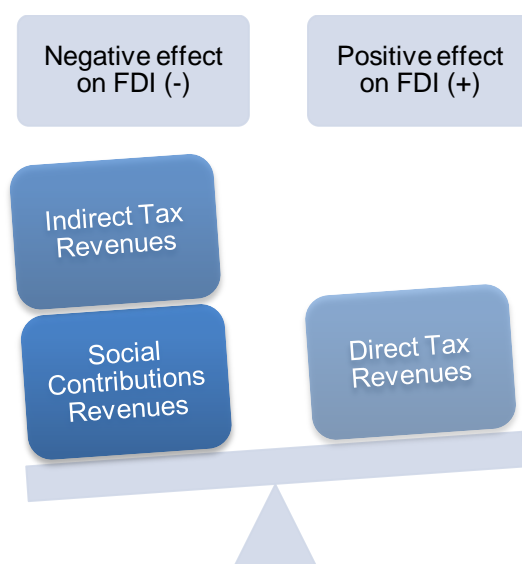 Negative effect
on FDI (-)
Positive effect
on FDI (+)
Indirect Tax
Revenues
Social
Contributions
Revenues
Direct Tax
Revenues